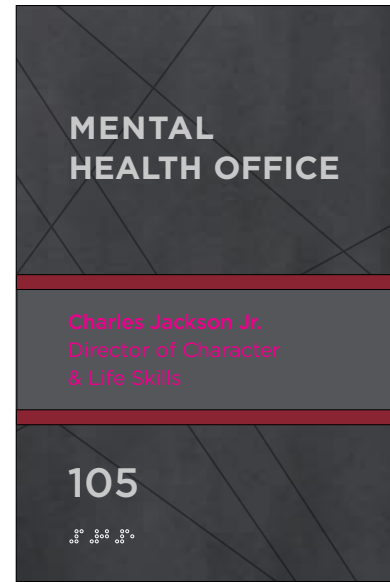 MENTAL
HEALTH OFFICE
Charles Jackson Jr.
Director of Character
& Life Skills
105